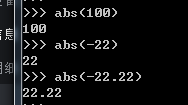 >>> abs(100)
100
>>> abs(-22)
22
>>> abs(-22.22)
22.22